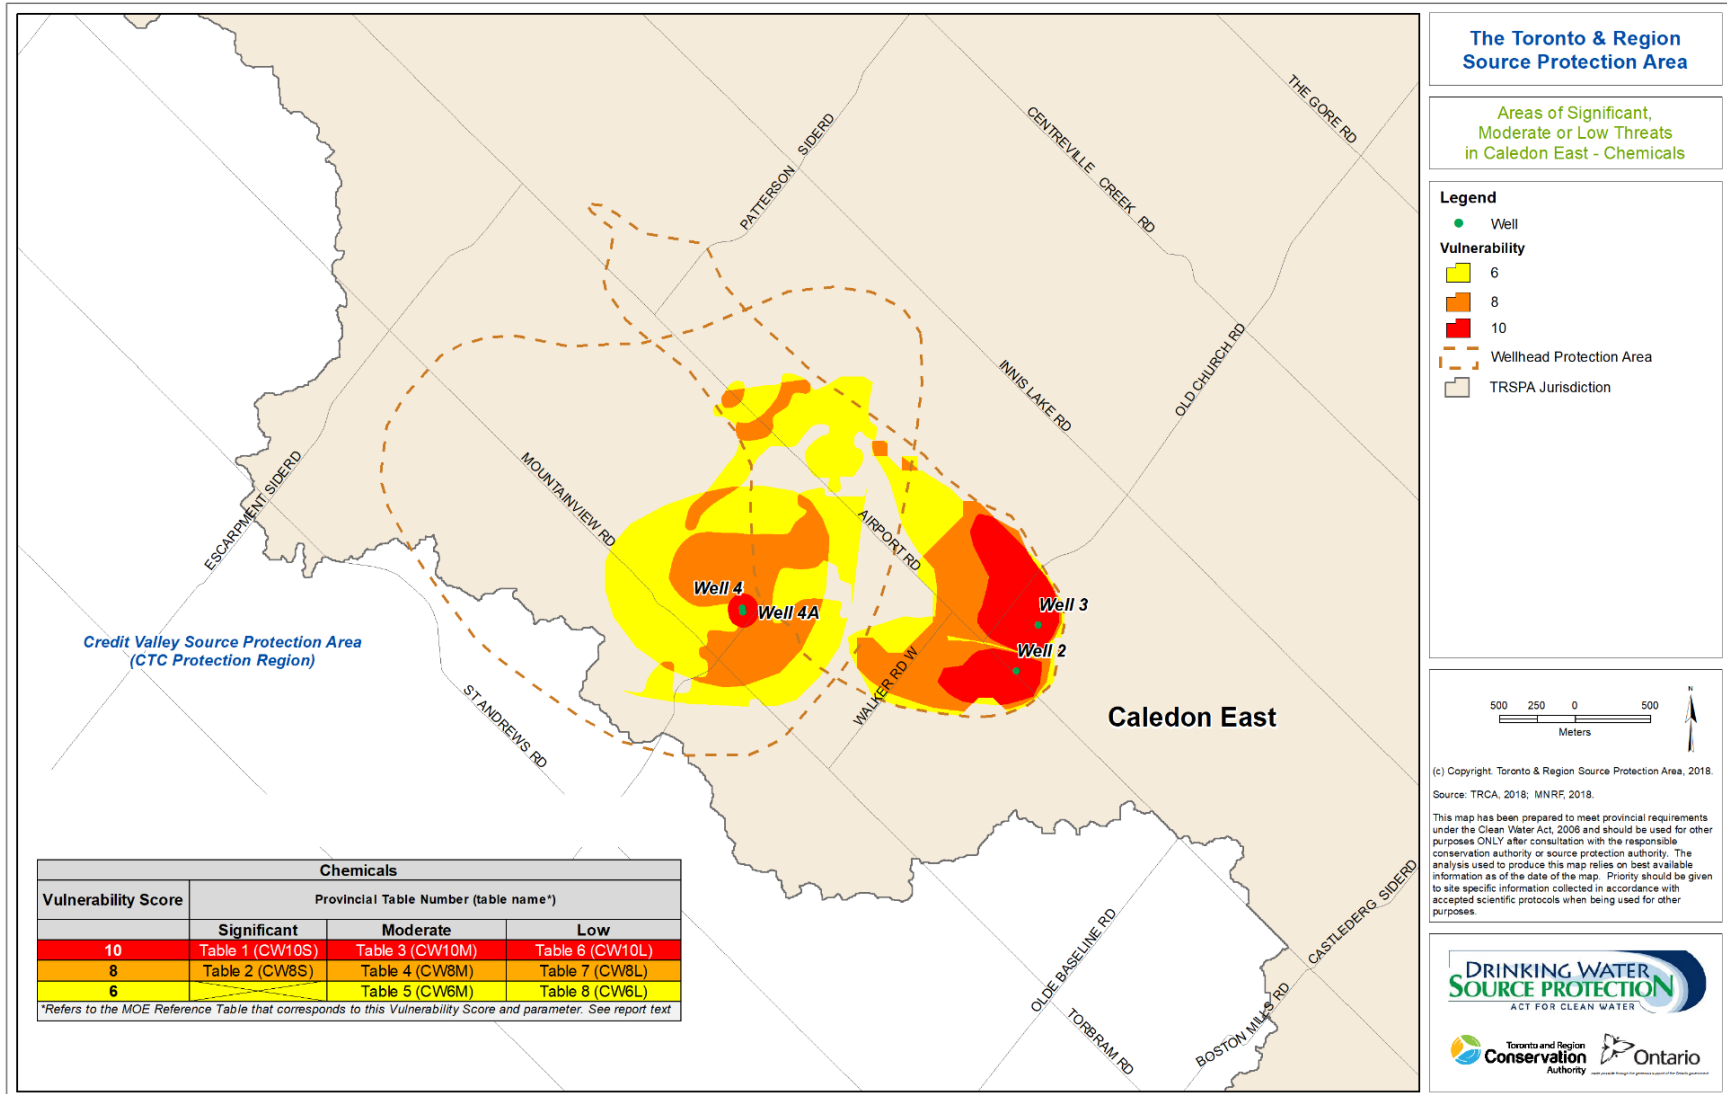 The Toronto & Region
Source Protection Area
Areas of Significant,
Moderate or Low Threats
in Caledon East - Chemicals
Legend
Well
Vulnerability
6
8
10
Wellhead Protection Area
TRSPA Jurisdiction
THE GORE RD
CENTREVILLE CREEK RD
PATTERSON SIDERD
INNIS LAKE RD
OLD CHURCH RD
ESCARPMENT SIDERD
MOUNTAINVIEW RD
AIRPORT RD
Well 4
Well 4A
Well 3
Well 2
WALKER RD W
Credit Valley Source Protection Area
(CTC Protection Region)
ST ANDREWS RD
Caledon East
OLDE BASELINE RD
TORBRAM RD
BOSTON MILLS RD
CASTLEDERG SIDERD
Chemicals
Vulnerability Score Provincial Table Number (table name*)
Significant Moderate Low
10 Table 1 (CW10S) Table 3 (CW10M) Table 6 (CW10L)
8 Table 2 (CW8S) Table 4 (CW8M) Table 7 (CW8L)
6 Table 5 (CW6M) Table 8 (CW6L)
*Refers to the MOE Reference Table that corresponds to this Vulnerability Score and parameter. See report text
N
500 250 0 500
Meters
(c) Copyright. Toronto & Region Source Protection Area, 2018.
Source: TRCA, 2018; MNRF, 2018.
This map has been prepared to meet provincial requirements
under the Clean Water Act, 2006 and should be used for other
purposes ONLY after consultation with the responsible
conservation authority or source protection authority. The
analysis used to produce this map relies on best available
information as of the date of the map. Priority should be given
to site specific information collected in accordance with
accepted scientific protocols when being used for other
purposes.
DRINKING WATER
SOURCE PROTECTION
ACT FOR CLEAN WATER
Toronto and Region
Conservation
Authority
Ontario